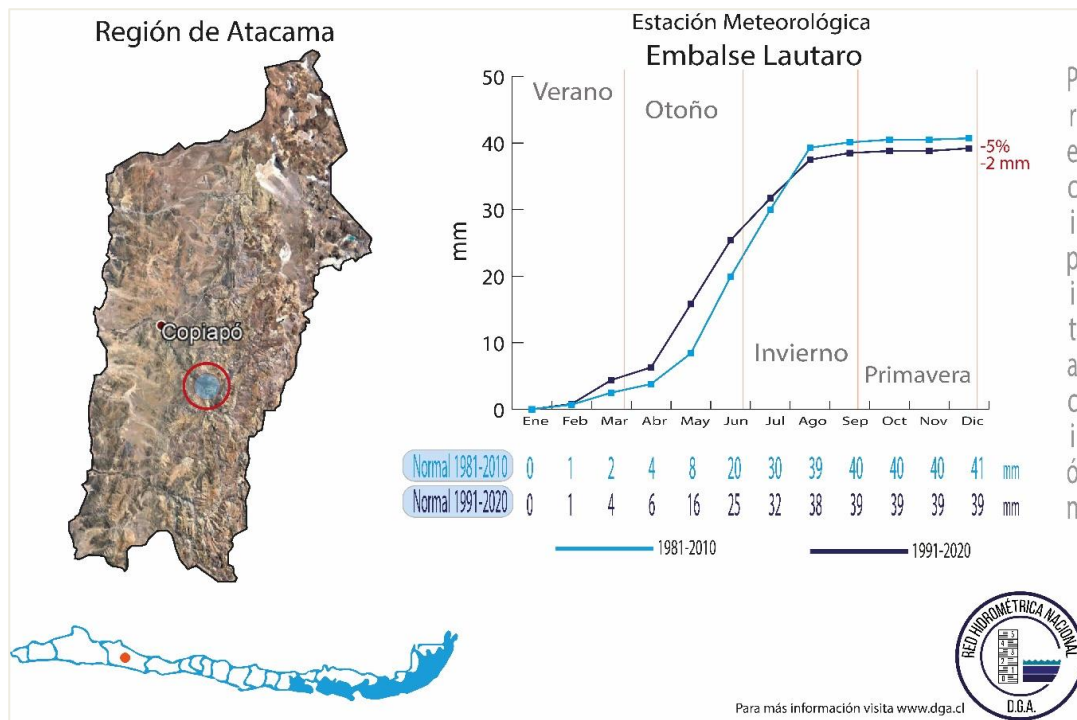 Región de Atacama
Copiapó
Estación Meteorológica
Embalse Lautaro
50
40
30
20
10
0
mm
Verano
Otoño
Invierno
Primavera
-5%
-2 mm
Ene Feb Mar Abr May Jun Jul Ago Sep Oct Nov Dic
Normal 1981-2010 0 1 2 4 8 20 30 39 40 40 40 41 mm
Normal 1991-2020 0 1 4 6 16 25 32 38 39 39 39 39 mm
1981-2010
1991-2020
Precipitación
RED HIDROMÉTRICA NACIONAL
D.G.A.
Para más información visita www.dga.cl